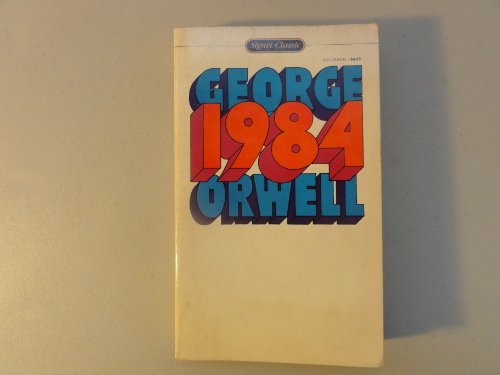 Signet Classic
GEORGE
1984
ORWELL